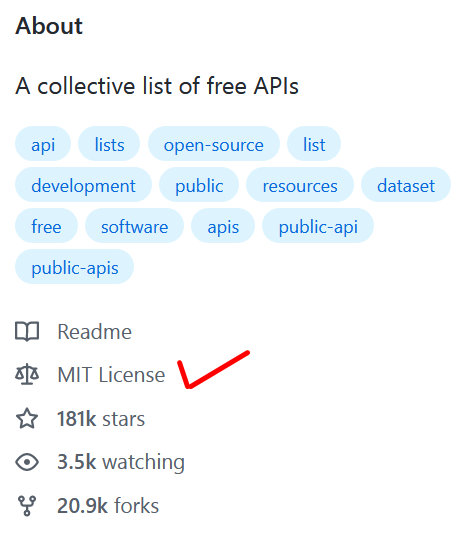 About
A collective list of free APIs
api lists open-source list
development public resources dataset
free software apis public-api
public-apis
Readme
MIT License
181k stars
3.5k watching
20.9k forks